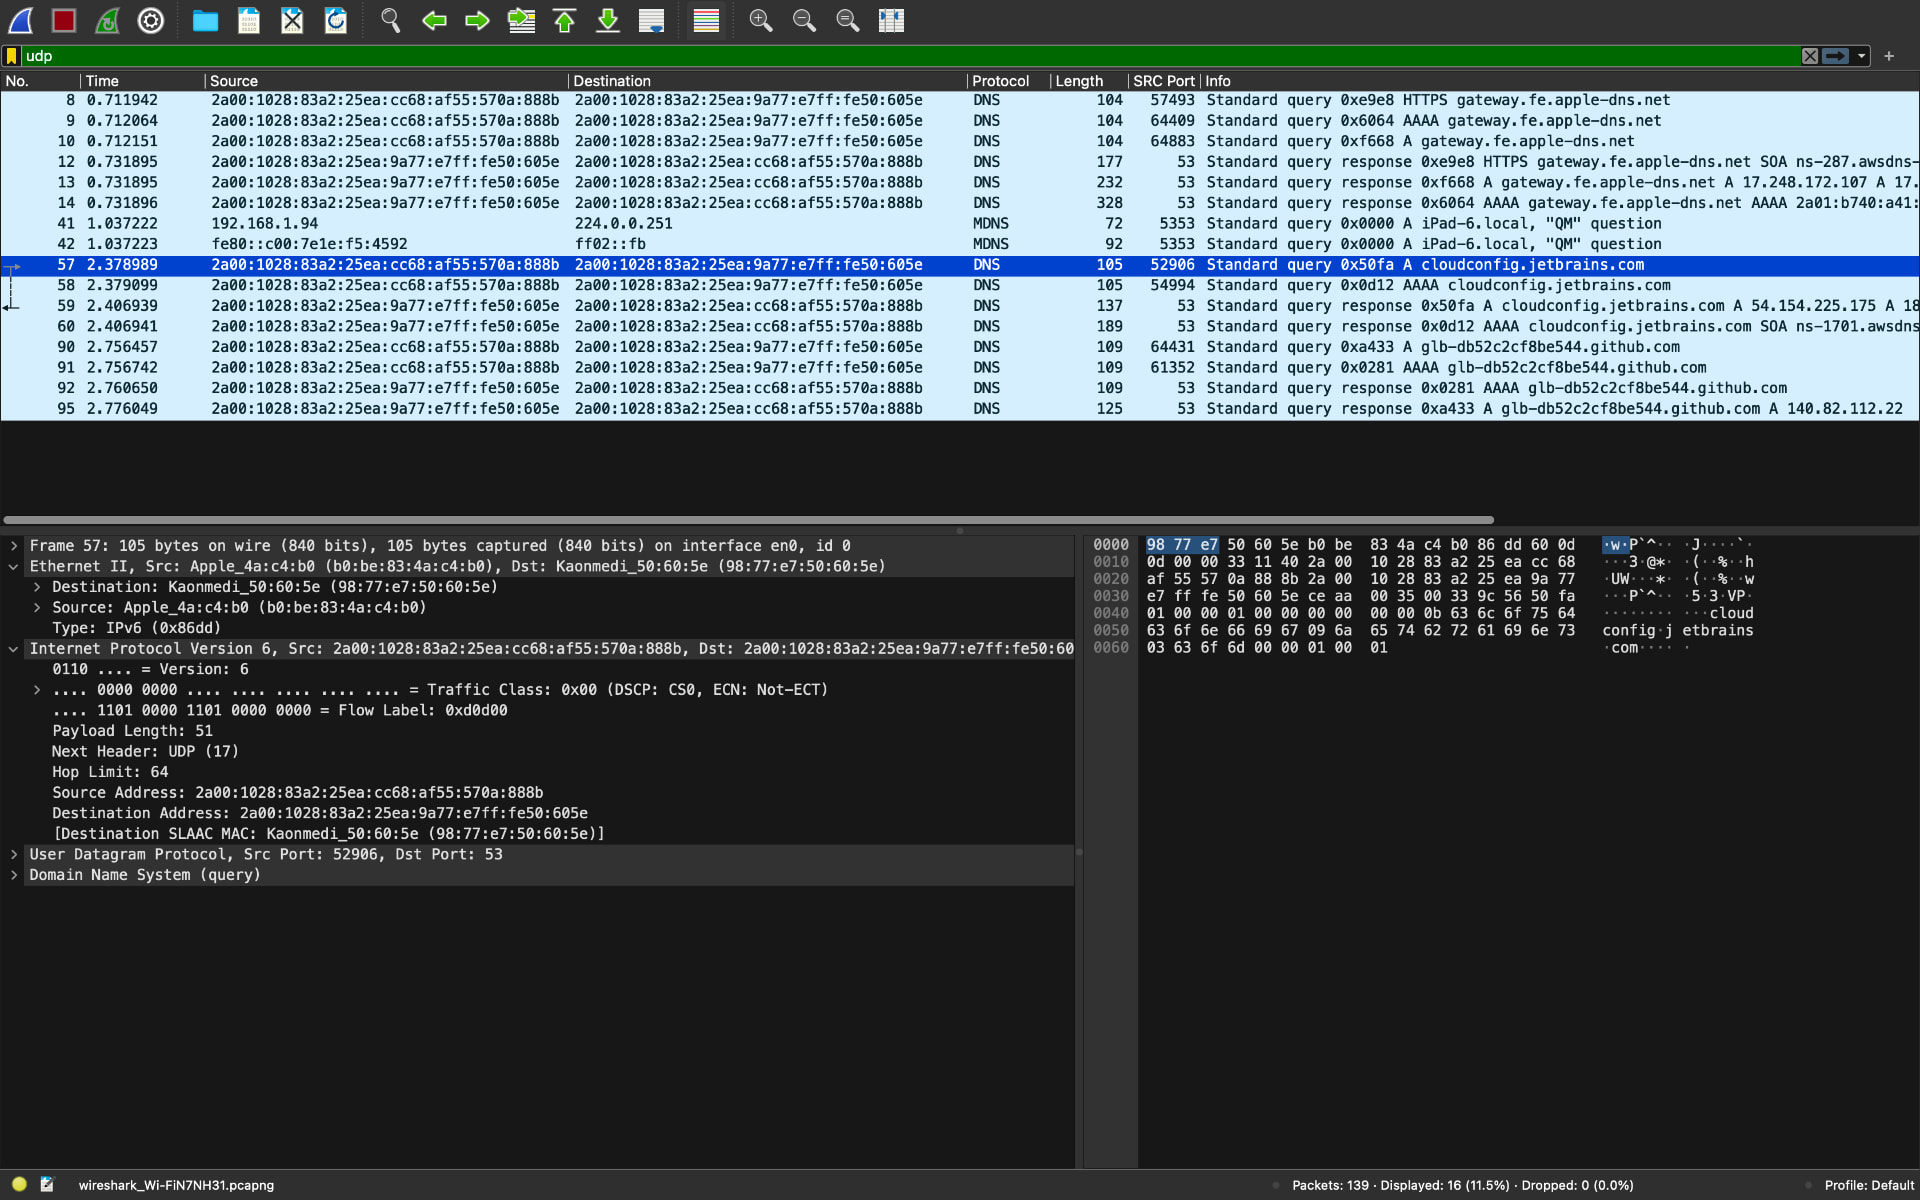 udp
No. Time Source Destination Protocol Length SRC Port Info
8 0.711942 2a00:1028:83a2:25ea:cc68:af55:570a:888b 2a00:1028:83a2:25ea:9a77:e7ff:fe50:605e DNS 104 57493 Standard query 0xe9e8 HTTPS gateway.fe.apple-dns.net
9 0.712064 2a00:1028:83a2:25ea:cc68:af55:570a:888b 2a00:1028:83a2:25ea:9a77:e7ff:fe50:605e DNS 104 64409 Standard query 0x6064 AAAA gateway.fe.apple-dns.net
10 0.712151 2a00:1028:83a2:25ea:cc68:af55:570a:888b 2a00:1028:83a2:25ea:9a77:e7ff:fe50:605e DNS 104 64883 Standard query 0xf668 A gateway.fe.apple-dns.net
12 0.731895 2a00:1028:83a2:25ea:9a77:e7ff:fe50:605e 2a00:1028:83a2:25ea:cc68:af55:570a:888b DNS 177 53 Standard query response 0xe9e8 HTTPS gateway.fe.apple-dns.net SOA ns-287.awsdns-
13 0.731895 2a00:1028:83a2:25ea:9a77:e7ff:fe50:605e 2a00:1028:83a2:25ea:cc68:af55:570a:888b DNS 232 53 Standard query response 0xf668 A gateway.fe.apple-dns.net A 17.248.172.107 A 17.
14 0.731896 2a00:1028:83a2:25ea:9a77:e7ff:fe50:605e 2a00:1028:83a2:25ea:cc68:af55:570a:888b DNS 328 53 Standard query response 0x6064 AAAA gateway.fe.apple-dns.net AAAA 2a01:b740:a41:
41 1.037222 192.168.1.94 224.0.0.251 MDNS 72 5353 Standard query 0x0000 A iPad-6.local, "QM" question
42 1.037223 fe80::c00:7e1e:f5:4592 ff02::fb MDNS 92 5353 Standard query 0x0000 A iPad-6.local, "QM" question
57 2.378989 2a00:1028:83a2:25ea:cc68:af55:570a:888b 2a00:1028:83a2:25ea:9a77:e7ff:fe50:605e DNS 105 52906 Standard query 0x50fa A cloudconfig.jetbrains.com
58 2.379099 2a00:1028:83a2:25ea:cc68:af55:570a:888b 2a00:1028:83a2:25ea:9a77:e7ff:fe50:605e DNS 105 54994 Standard query 0x0d12 AAAA cloudconfig.jetbrains.com
59 2.406939 2a00:1028:83a2:25ea:9a77:e7ff:fe50:605e 2a00:1028:83a2:25ea:cc68:af55:570a:888b DNS 137 53 Standard query response 0x50fa A cloudconfig.jetbrains.com A 54.154.225.175 A 18
60 2.406941 2a00:1028:83a2:25ea:9a77:e7ff:fe50:605e 2a00:1028:83a2:25ea:cc68:af55:570a:888b DNS 189 53 Standard query response 0x0d12 AAAA cloudconfig.jetbrains.com SOA ns-1701.awsdns
90 2.756457 2a00:1028:83a2:25ea:cc68:af55:570a:888b 2a00:1028:83a2:25ea:9a77:e7ff:fe50:605e DNS 109 64431 Standard query 0xa433 A glb-db52c2cf8be544.github.com
91 2.756742 2a00:1028:83a2:25ea:cc68:af55:570a:888b 2a00:1028:83a2:25ea:9a77:e7ff:fe50:605e DNS 109 61352 Standard query 0x0281 AAAA glb-db52c2cf8be544.github.com
92 2.760650 2a00:1028:83a2:25ea:9a77:e7ff:fe50:605e 2a00:1028:83a2:25ea:cc68:af55:570a:888b DNS 109 53 Standard query response 0x0281 AAAA glb-db52c2cf8be544.github.com
95 2.776049 2a00:1028:83a2:25ea:9a77:e7ff:fe50:605e 2a00:1028:83a2:25ea:cc68:af55:570a:888b DNS 125 53 Standard query response 0xa433 A glb-db52c2cf8be544.github.com A 140.82.112.22
Frame 57: 105 bytes on wire (840 bits), 105 bytes captured (840 bits) on interface en0, id 0
Ethernet II, Src: Apple_4a:c4:b0 (b0:be:83:4a:c4:b0), Dst: Kaonmedi_50:60:5e (98:77:e7:50:60:5e)
Destination: Kaonmedi_50:60:5e (98:77:e7:50:60:5e)
Source: Apple_4a:c4:b0 (b0:be:83:4a:c4:b0)
Type: IPv6 (0x86dd)
Internet Protocol Version 6, Src: 2a00:1028:83a2:25ea:cc68:af55:570a:888b, Dst: 2a00:1028:83a2:25ea:9a77:e7ff:fe50:60
0110 .... = Version: 6
.... 0000 0000 .... .... .... .... .... = Traffic Class: 0x00 (DSCP: CS0, ECN: Not-ECT)
.... 1101 0000 1101 0000 0000 = Flow Label: 0xd0d00
Payload Length: 51
Next Header: UDP (17)
Hop Limit: 64
Source Address: 2a00:1028:83a2:25ea:cc68:af55:570a:888b
Destination Address: 2a00:1028:83a2:25ea:9a77:e7ff:fe50:605e
[Destination SLAAC MAC: Kaonmedi_50:60:5e (98:77:e7:50:60:5e)]
User Datagram Protocol, Src Port: 52906, Dst Port: 53
Domain Name System (query)
0000 98 77 e7 50 60 5e b0 be 83 4a c4 b0 86 dd 60 0d ·w·P`^·· ·J····`·
0010 0d 00 00 33 11 40 2a 00 10 28 83 a2 25 ea cc 68 ···3·@*· ·(··%··h
0020 af 55 57 0a 88 8b 2a 00 10 28 83 a2 25 ea 9a 77 ·UW···*· ·(··%··w
0030 e7 ff fe 50 60 5e ce aa 00 35 00 33 9c 56 50 fa ···P`^·· ·5·3·VP·
0040 01 00 00 01 00 00 00 00 00 00 0b 63 6c 6f 75 64 ········ ···cloud
0050 63 6f 6e 66 69 67 09 6a 65 74 62 72 61 69 6e 73 config·j etbrains
0060 03 63 6f 6d 00 00 01 00 01 ·com···· ·
wireshark_Wi-FiN7NH31.pcapng
Packets: 139 · Displayed: 16 (11.5%) · Dropped: 0 (0.0%)
Profile: Default